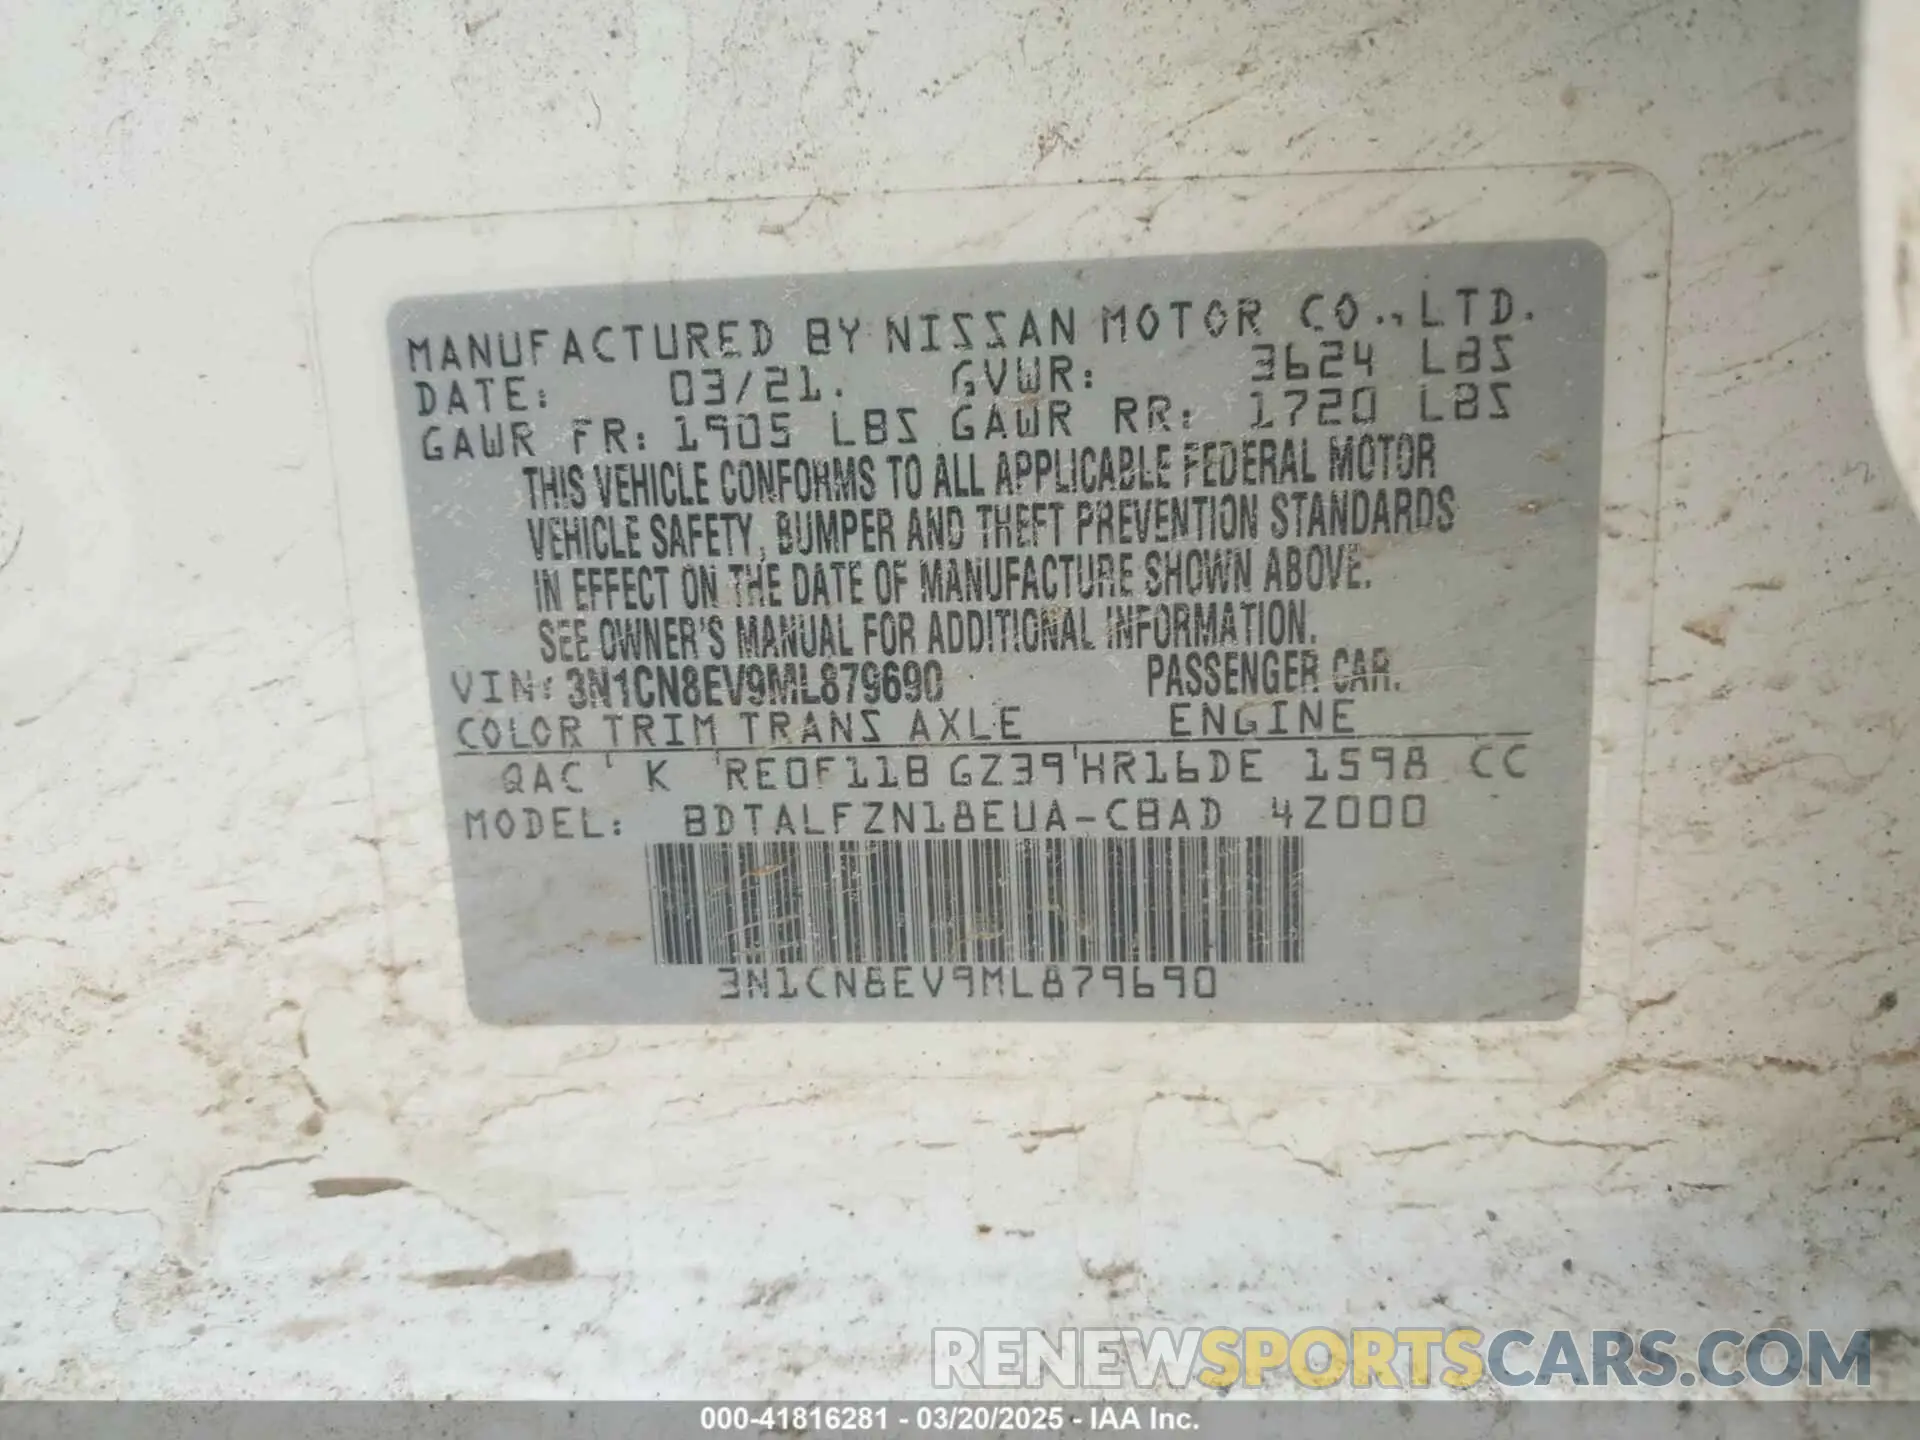 MANUFACTURED BY NISSAN MOTOR CO., LTD.
DATE: 03/21. GVWR: 3624 LBS
GAWR FR: 1905 LBS GAWR RR: 1720 LBS
THIS VEHICLE CONFORMS TO ALL APPLICABLE FEDERAL MOTOR
VEHICLE SAFETY, BUMPER AND THEFT PREVENTION STANDARDS
IN EFFECT ON THE DATE OF MANUFACTURE SHOWN ABOVE.
SEE OWNER'S MANUAL FOR ADDITIONAL INFORMATION.
VIN: 3N1CN8EV9ML879690 PASSENGER CAR.
COLOR TRIM TRANS AXLE ENGINE
QAC ' K ' RE0F11B GZ39 ' HR16DE 1598 CC
MODEL: BDTALFZN18EUA-CBAD 4Z000
3N1CN8EV9ML879690
RENEWSPORTSCARS.COM
000-41816281 - 03/20/2025 - IAA Inc.